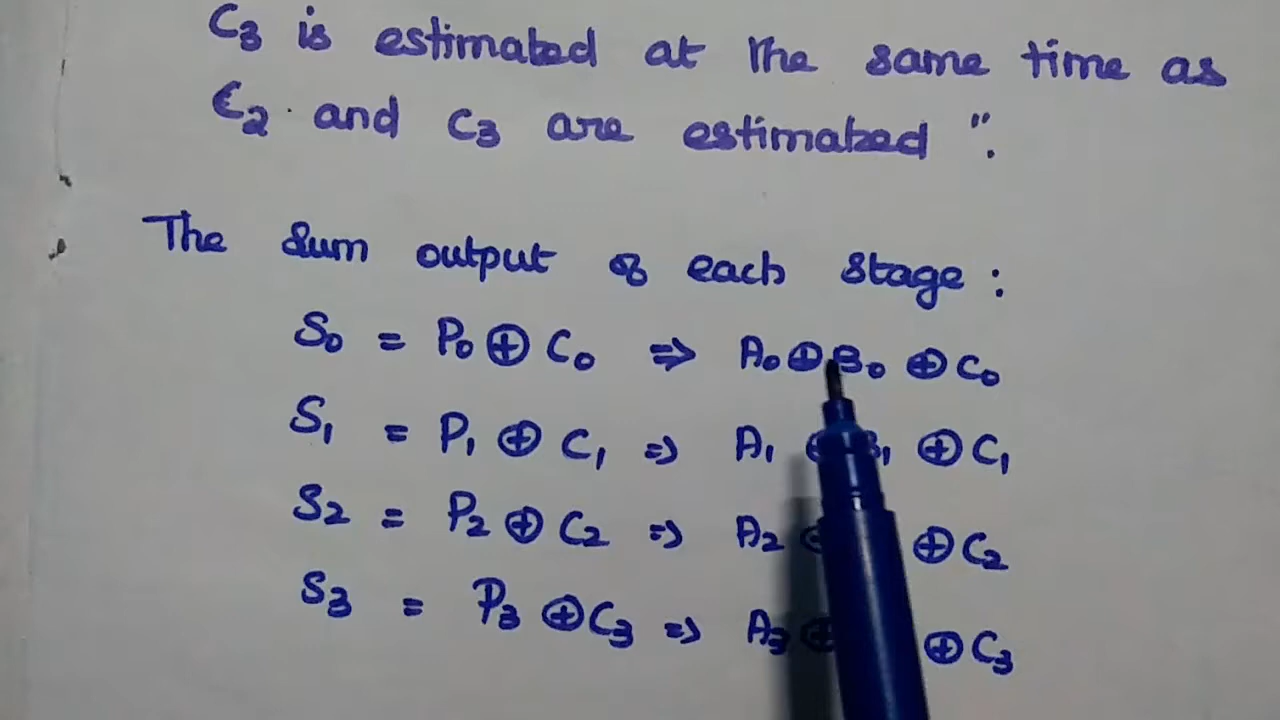 C3 is estimated at the same time as
C2 and C3 are estimated ".
The Sum output of each Stage :
S0 = P0 ⊕ C0 ⇒ A0 ⊕ B0 ⊕ C0
S1 = P1 ⊕ C1 ⇒ A1 ⊕ B1 ⊕ C1
S2 = P2 ⊕ C2 ⇒ A2 ⊕ ⊕ C2
S3 = P3 ⊕ C3 ⇒ A3 ⊕ ⊕ C3